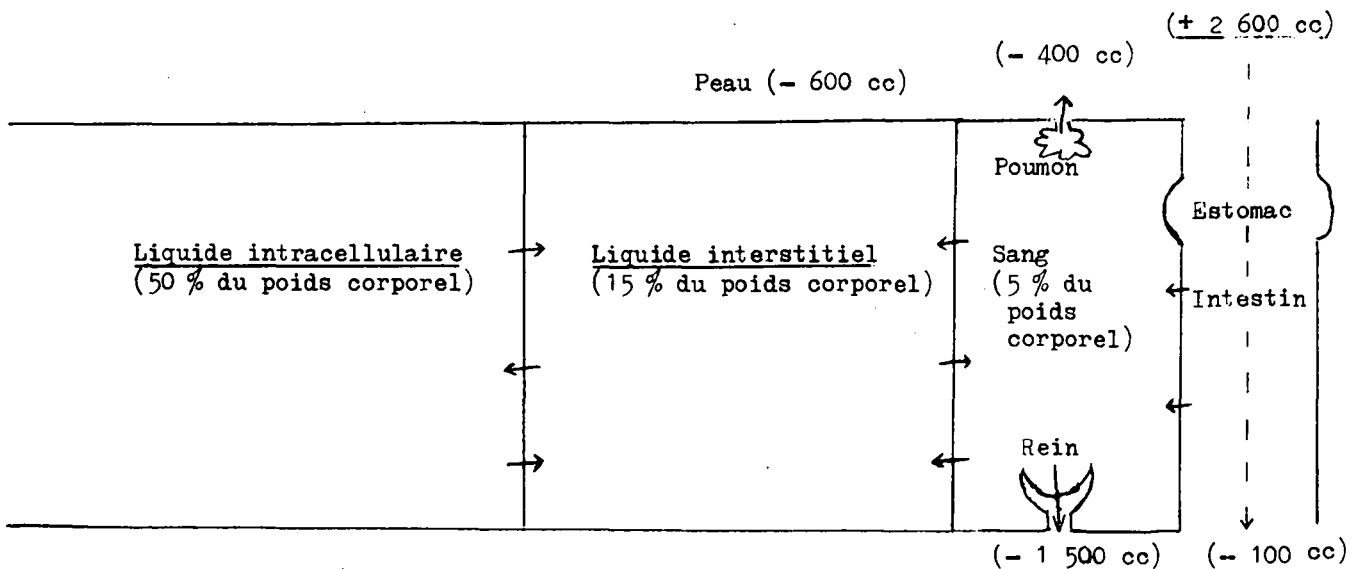 (+ 2 600 cc)
(- 400 cc)
Peau (- 600 cc)
Poumon
Estomac
Liquide intracellulaire
(50 % du poids corporel)
Liquide interstitiel
(15 % du poids corporel)
Sang
(5 % du
poids
corporel)
Intestin
Rein
(- 1 500 cc)
(- 100 cc)